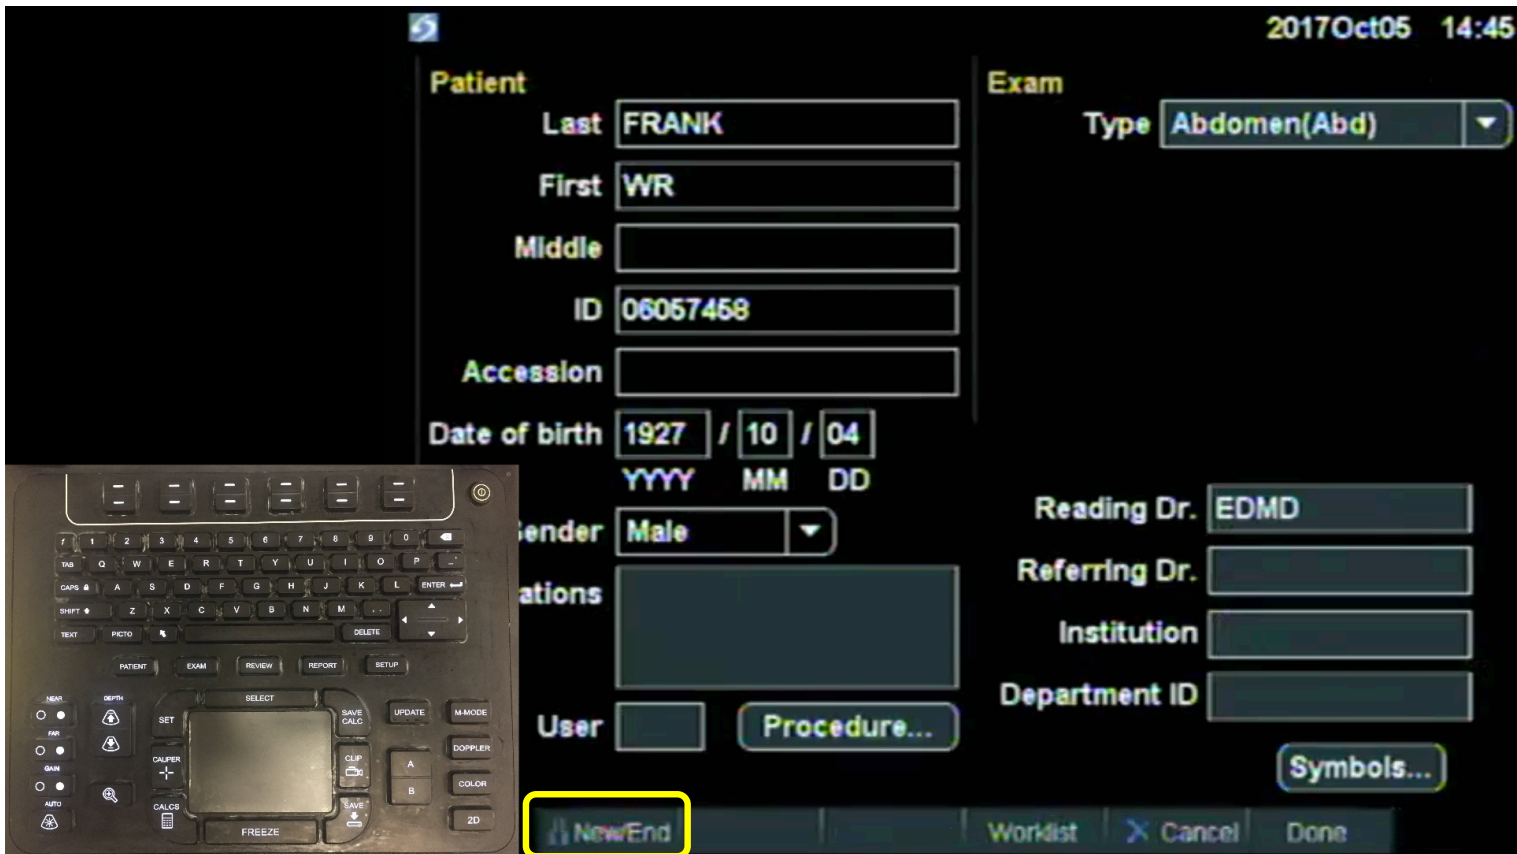 2017Oct05 14:45
Patient
Last FRANK
First WR
Middle
ID 06057458
Accession
Date of birth 1927 / 10 / 04
YYYY MM DD
Gender Male
ations
User Procedure...
Exam
Type Abdomen(Abd)
Reading Dr. EDMD
Referring Dr.
Institution
Department ID
Symbols...
New/End Worklist Cancel Done
1 2 3 4 5 6 7 8 9 0
TAB Q W E R T Y U I O P
CAPS A S D F G H J K L ENTER
SHIFT Z X C V B N M
TEXT PICTO DELETE
PATIENT EXAM REVIEW REPORT SETUP
NEAR DEPTH SELECT
SET SAVE CALC UPDATE M-MODE
FAR
CALIPER CLIP A DOPPLER
GAIN
B COLOR
AUTO CALCS SAVE 2D
FREEZE